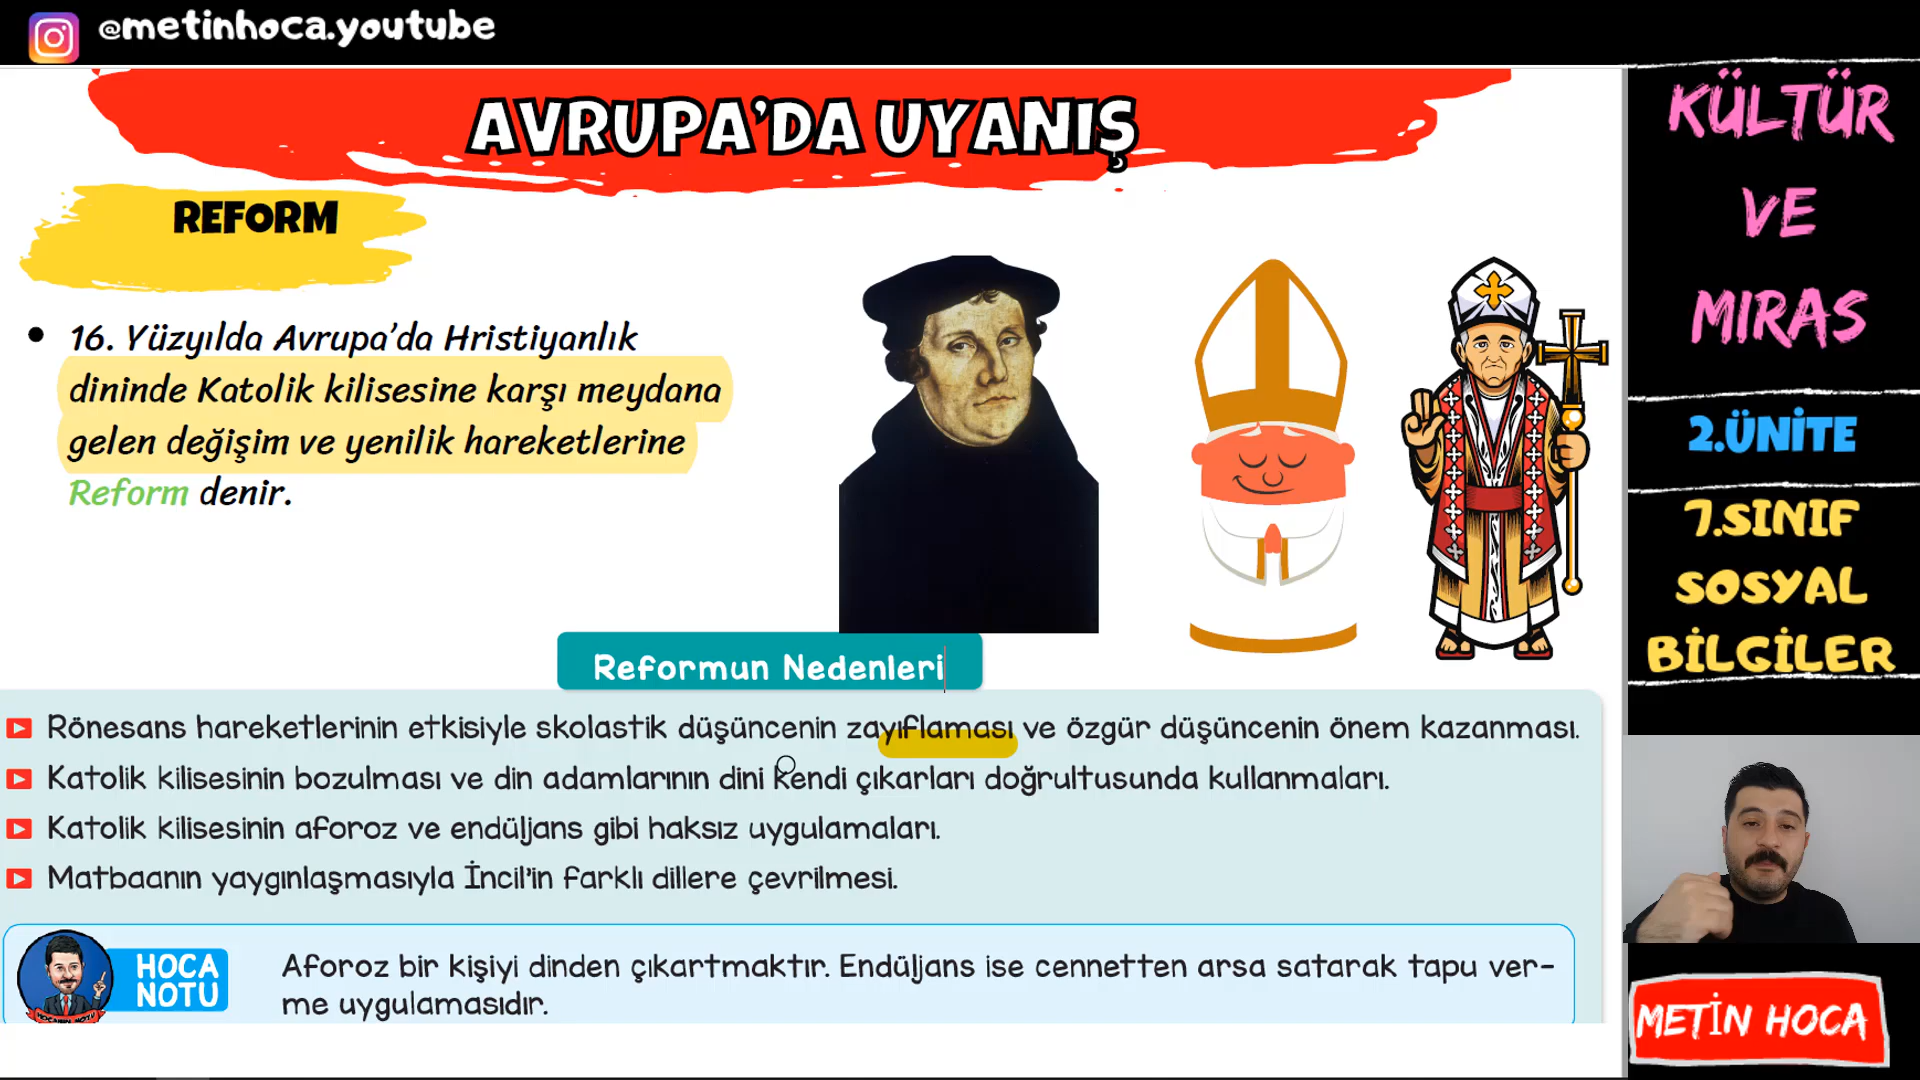 @metinhoca.youtube
AVRUPA'DA UYANIŞ
REFORM
• 16. Yüzyılda Avrupa'da Hristiyanlık
dininde Katolik kilisesine karşı meydana
gelen değişim ve yenilik hareketlerine
Reform denir.
Reformun Nedenleri
Rönesans hareketlerinin etkisiyle skolastik düşüncenin zayıflaması ve özgür düşüncenin önem kazanması.
Katolik kilisesinin bozulması ve din adamlarının dini kendi çıkarları doğrultusunda kullanmaları.
Katolik kilisesinin aforoz ve endüljans gibi haksız uygulamaları.
Matbaanın yaygınlaşmasıyla İncil'in farklı dillere çevrilmesi.
HOCA
NOTU
Aforoz bir kişiyi dinden çıkartmaktır. Endüljans ise cennetten arsa satarak tapu ver-
me uygulamasıdır.
KÜLTÜR
VE
MIRAS
2.ÜNİTE
7.SINIF
SOSYAL
BİLGİLER
METİN HOCA